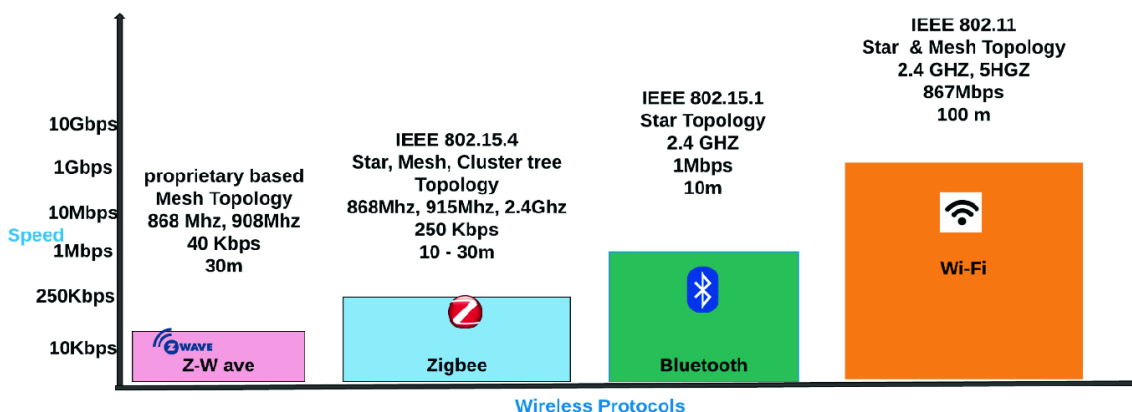 IEEE 802.11
Star & Mesh Topology
2.4 GHZ, 5HGZ
867Mbps
100 m
IEEE 802.15.1
Star Topology
2.4 GHZ
1Mbps
10m
IEEE 802.15.4
Star, Mesh, Cluster tree
Topology
868Mhz, 915Mhz, 2.4Ghz
250 Kbps
10 - 30m
proprietary based
Mesh Topology
868 Mhz, 908Mhz
40 Kbps
30m
10Gbps
1Gbps
10Mbps
Speed
1Mbps
250Kbps
10Kbps
Z WAVE
Z-W ave
Z
Zigbee
Bluetooth
Wi-Fi
Wireless Protocols